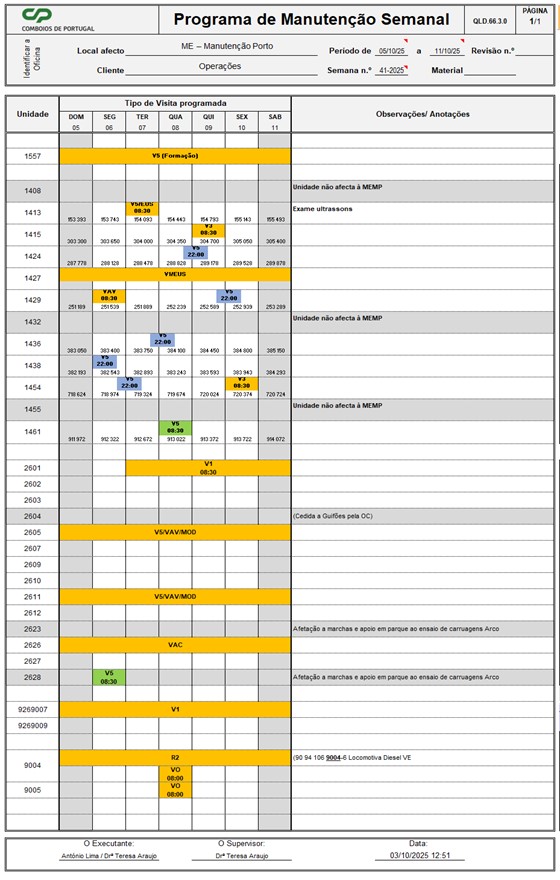 COMBOIOS DE PORTUGAL
Programa de Manutenção Semanal
QLD.66.3.0
PÁGINA
1/1
Identificar a Oficina
Local afecto ME – Manutenção Porto Período de 05/10/25 a 11/10/25 Revisão n.º
Cliente Operações Semana n.º 41-2025 Material
Unidade Tipo de Visita programada Observações/ Anotações
DOM SEG TER QUA QUI SEX SAB
05 06 07 08 09 10 11
1557 V5 (Formação)
1408 Unidade não afecta à MEMP
1413 V5/EUS 08:30 Exame ultrassons
153 393 153 743 154 093 154 443 154 793 155 143 155 493
1415 V3 08:30
303 300 303 650 304 000 304 350 304 700 305 050 305 400
1424 V5 22:00
287 778 288 128 288 478 288 828 289 178 289 528 289 878
1427 VMEUS
1429 VAV 08:30 V5 22:00
251 189 251 539 251 889 252 239 252 589 252 939 253 289
1432 Unidade não afecta à MEMP
1436 V5 22:00
383 050 383 400 383 750 384 100 384 450 384 800 385 150
1438 V5 22:00
382 193 382 543 382 893 383 243 383 593 383 943 384 293
1454 V5 22:00 V3 08:30
718 624 718 974 719 324 719 674 720 024 720 374 720 724
1455 Unidade não afecta à MEMP
1461 V5 08:30
911 972 912 322 912 672 913 022 913 372 913 722 914 072
2601 V1 08:30
2602
2603
2604 (Cedida a Guifões pela OC)
2605 V5/VAV/MOD
2607
2609
2610
2611 V5/VAV/MOD
2612
2623 Afetação a marchas e apoio em parque ao ensaio de carruagens Arco
2626 VAC
2627
2628 V5 08:30 Afetação a marchas e apoio em parque ao ensaio de carruagens Arco
9269007 V1
9269009
9004 R2 (90 94 106 9004-6 Locomotiva Diesel VE
VO 08:00
9005 VO 08:00
O Executante: O Supervisor: Data:
António Lima / Drª Teresa Araujo Drª Teresa Araujo 03/10/2025 12:51